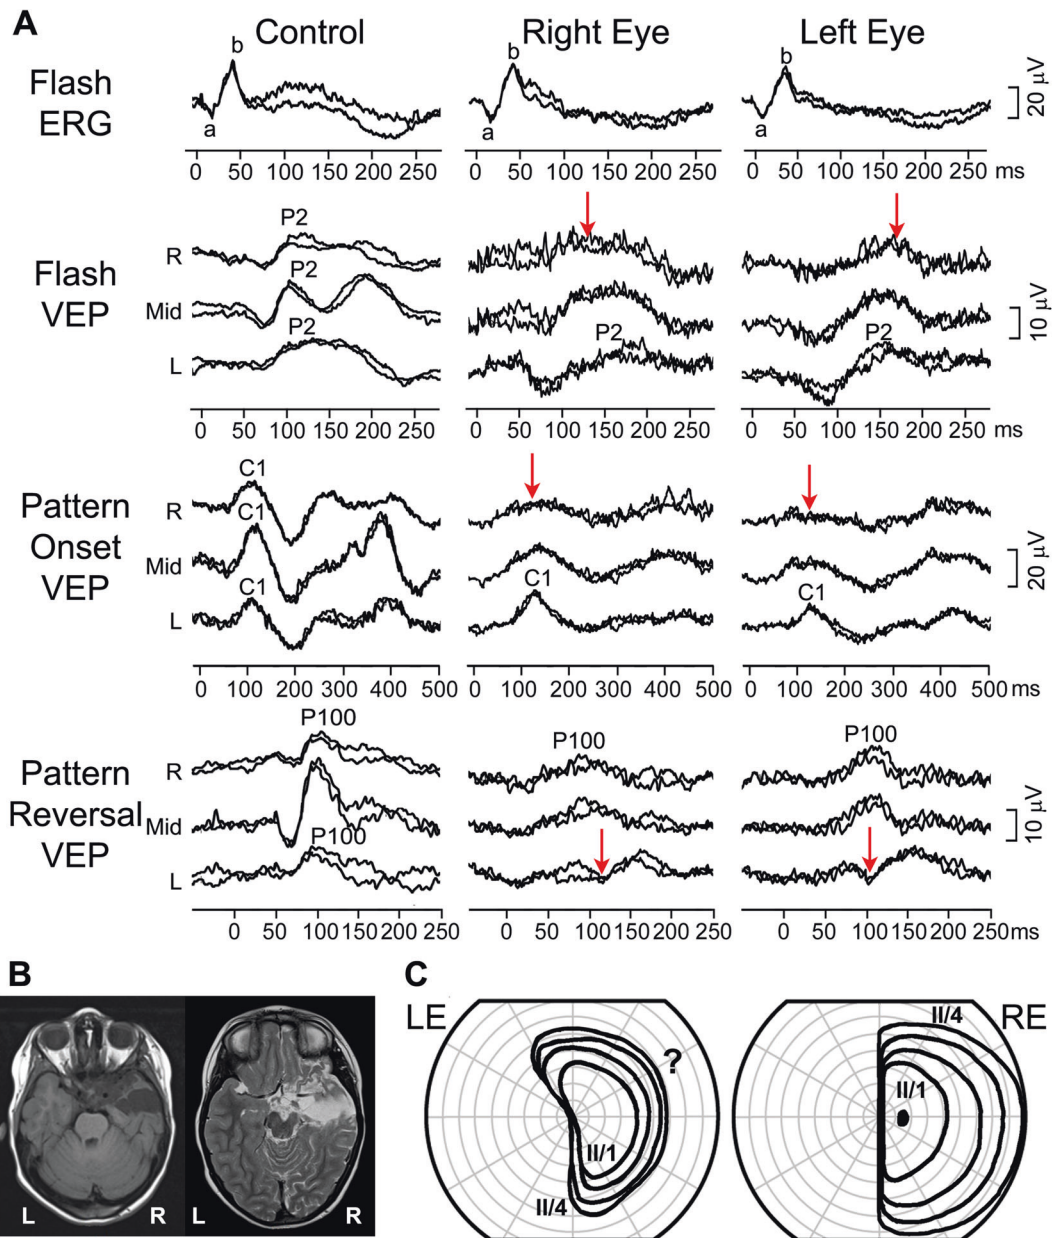 A
Control
Right Eye
Left Eye
Flash
ERG
b
a
b
a
b
a
20 µV
0 50 100 150 200 250
0 50 100 150 200 250
0 50 100 150 200 250 ms
Flash
VEP
R
Mid
L
P2
P2
P2
P2
P2
10 µV
0 50 100 150 200 250
0 50 100 150 200 250
0 50 100 150 200 250 ms
Pattern
Onset
VEP
R
Mid
L
C1
C1
C1
C1
C1
20 µV
0 100 200 300 400 500
0 100 200 300 400 500
0 100 200 300 400 500 ms
Pattern
Reversal
VEP
R
Mid
L
P100
P100
P100
P100
10 µV
0 50 100 150 200 250
0 50 100 150 200 250
0 50 100 150 200 250 ms
B
L R
L R
C
LE
?
II/1
II/4
RE
II/4
II/1